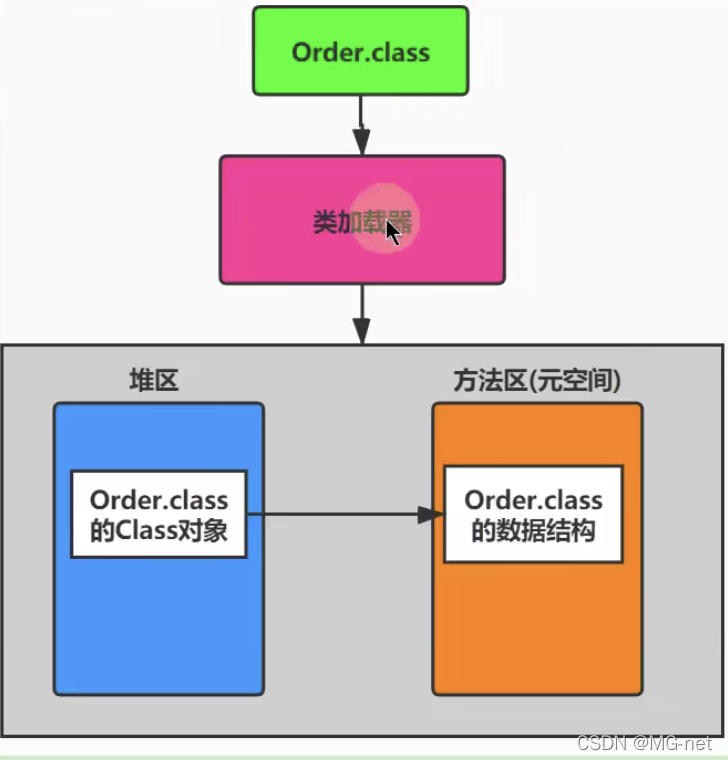 Order.class
类加载器
堆区
方法区(元空间)
Order.class
的Class对象
Order.class
的数据结构
CSDN @MG-net